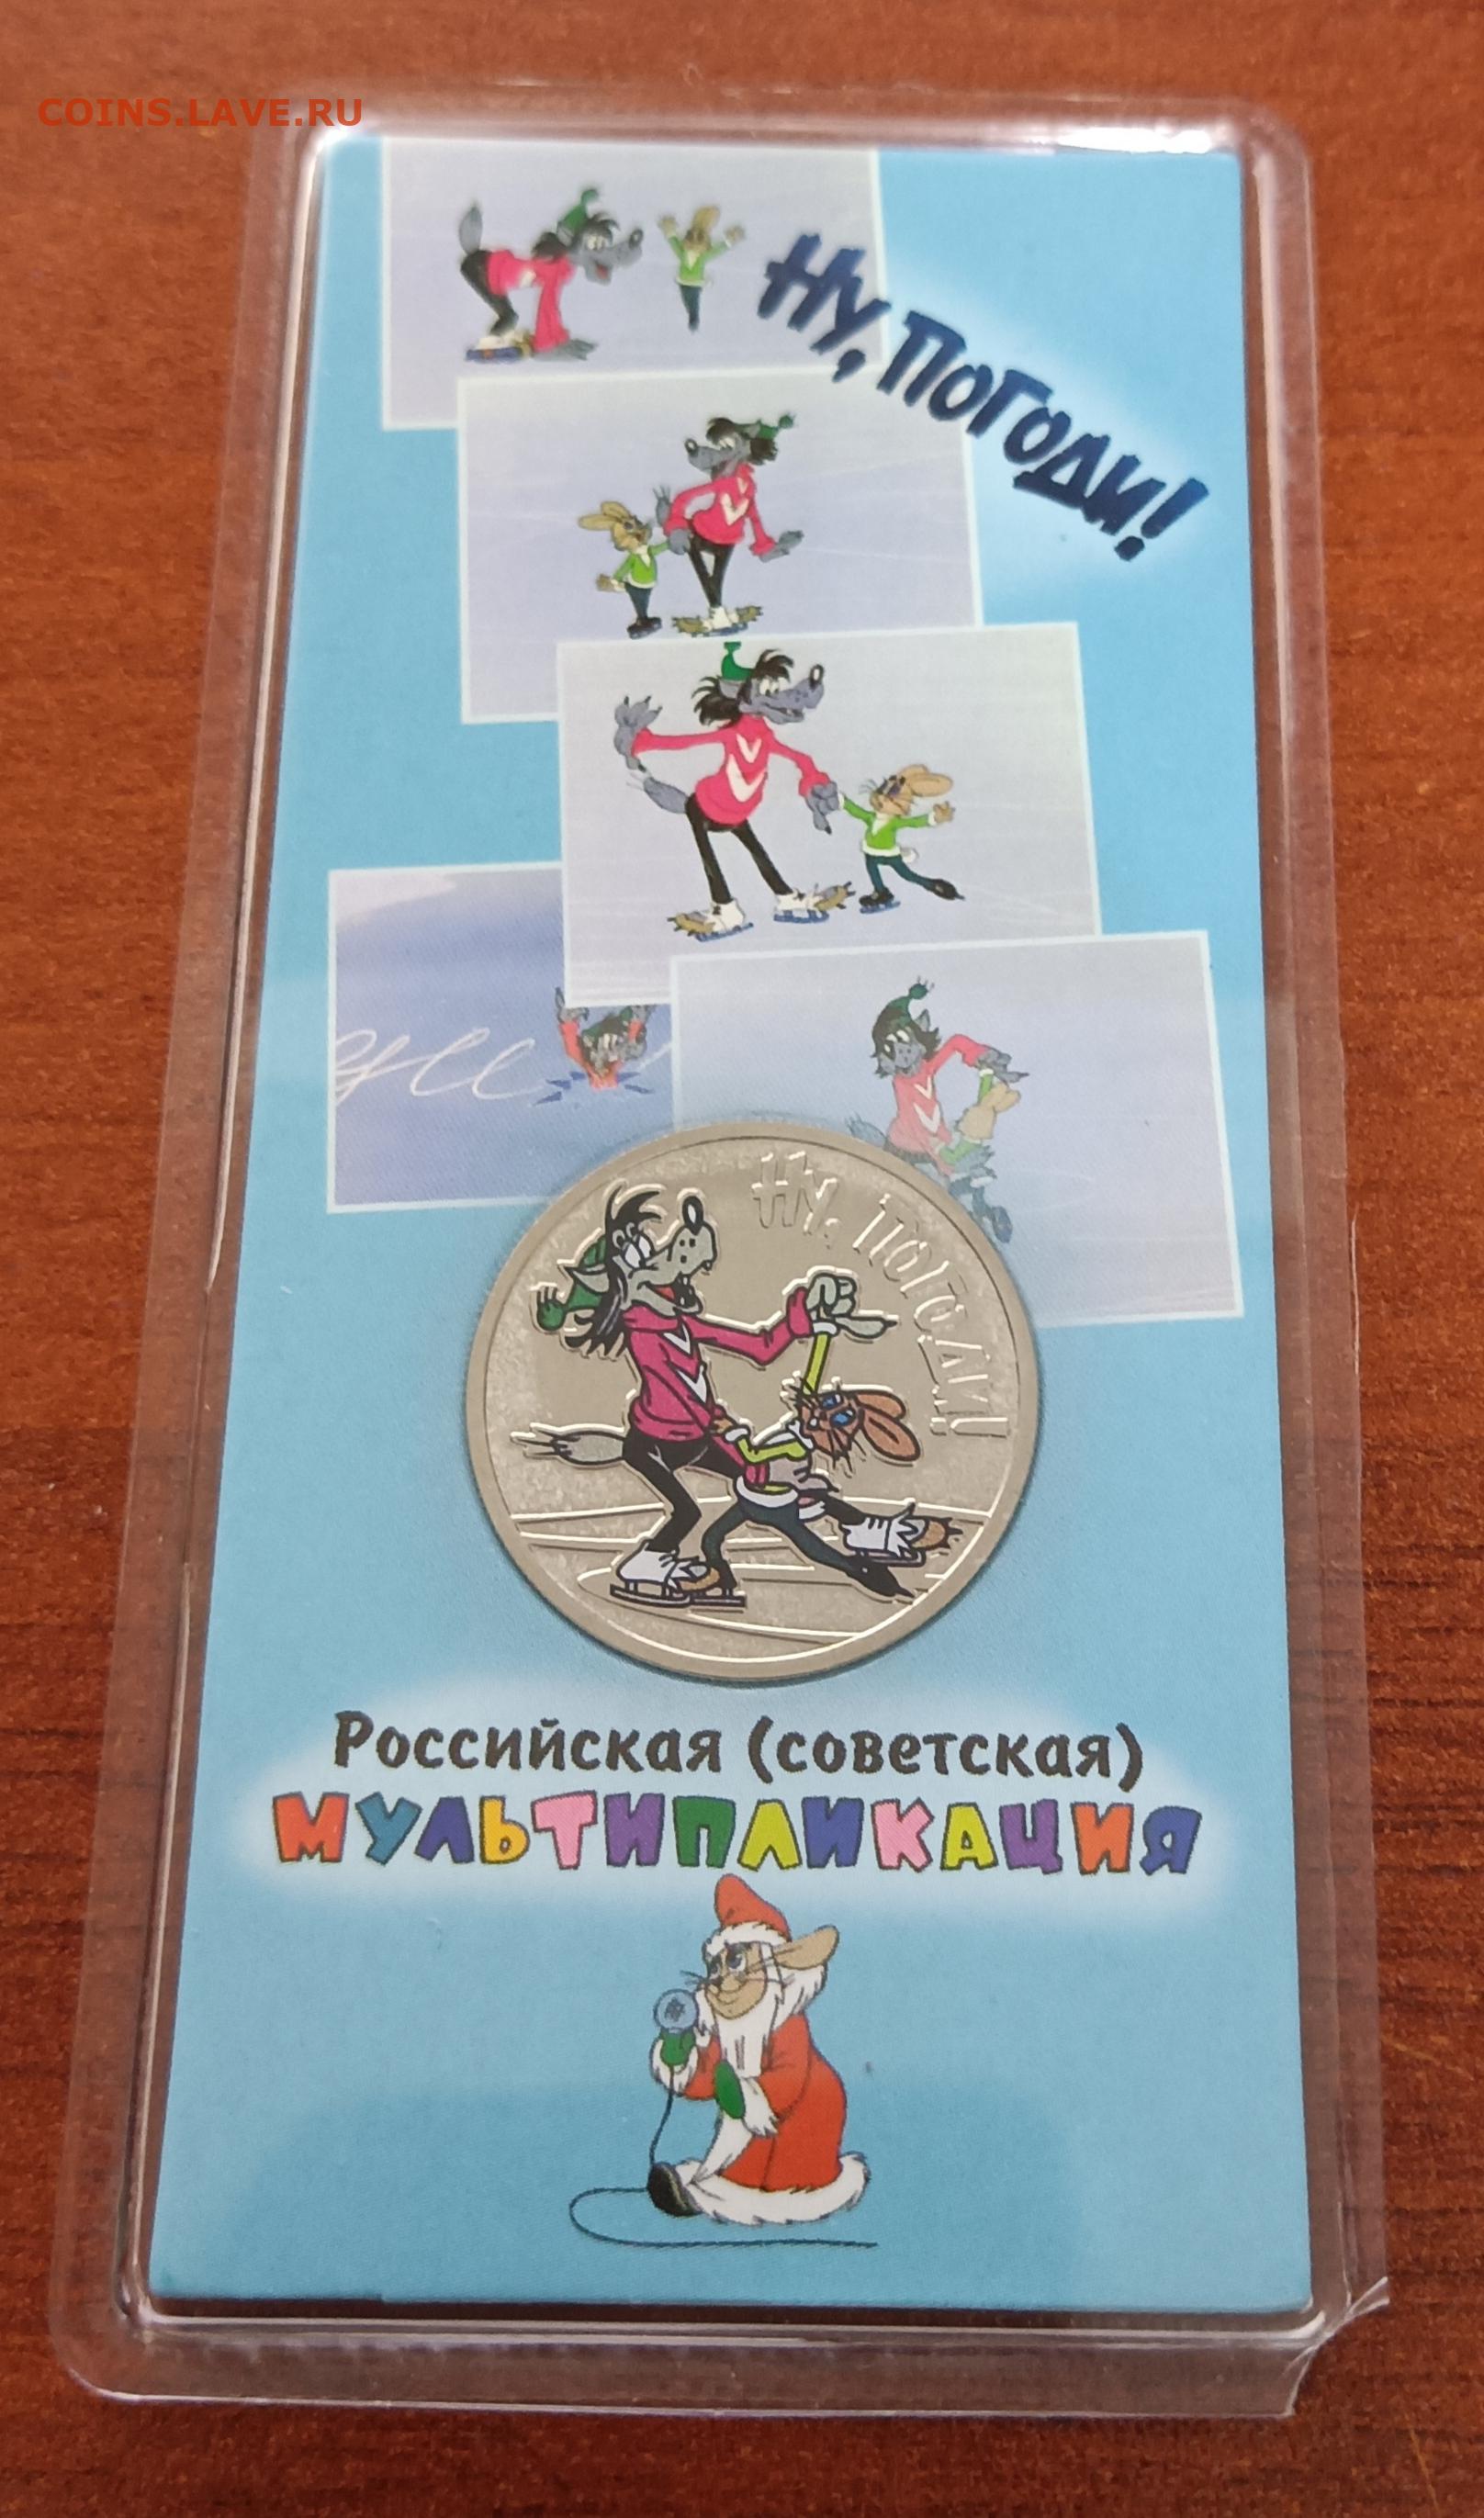 COINS.LAVE.RU
Ну, погоди!
Ну, погоди!
Российская (советская)
мультипликация